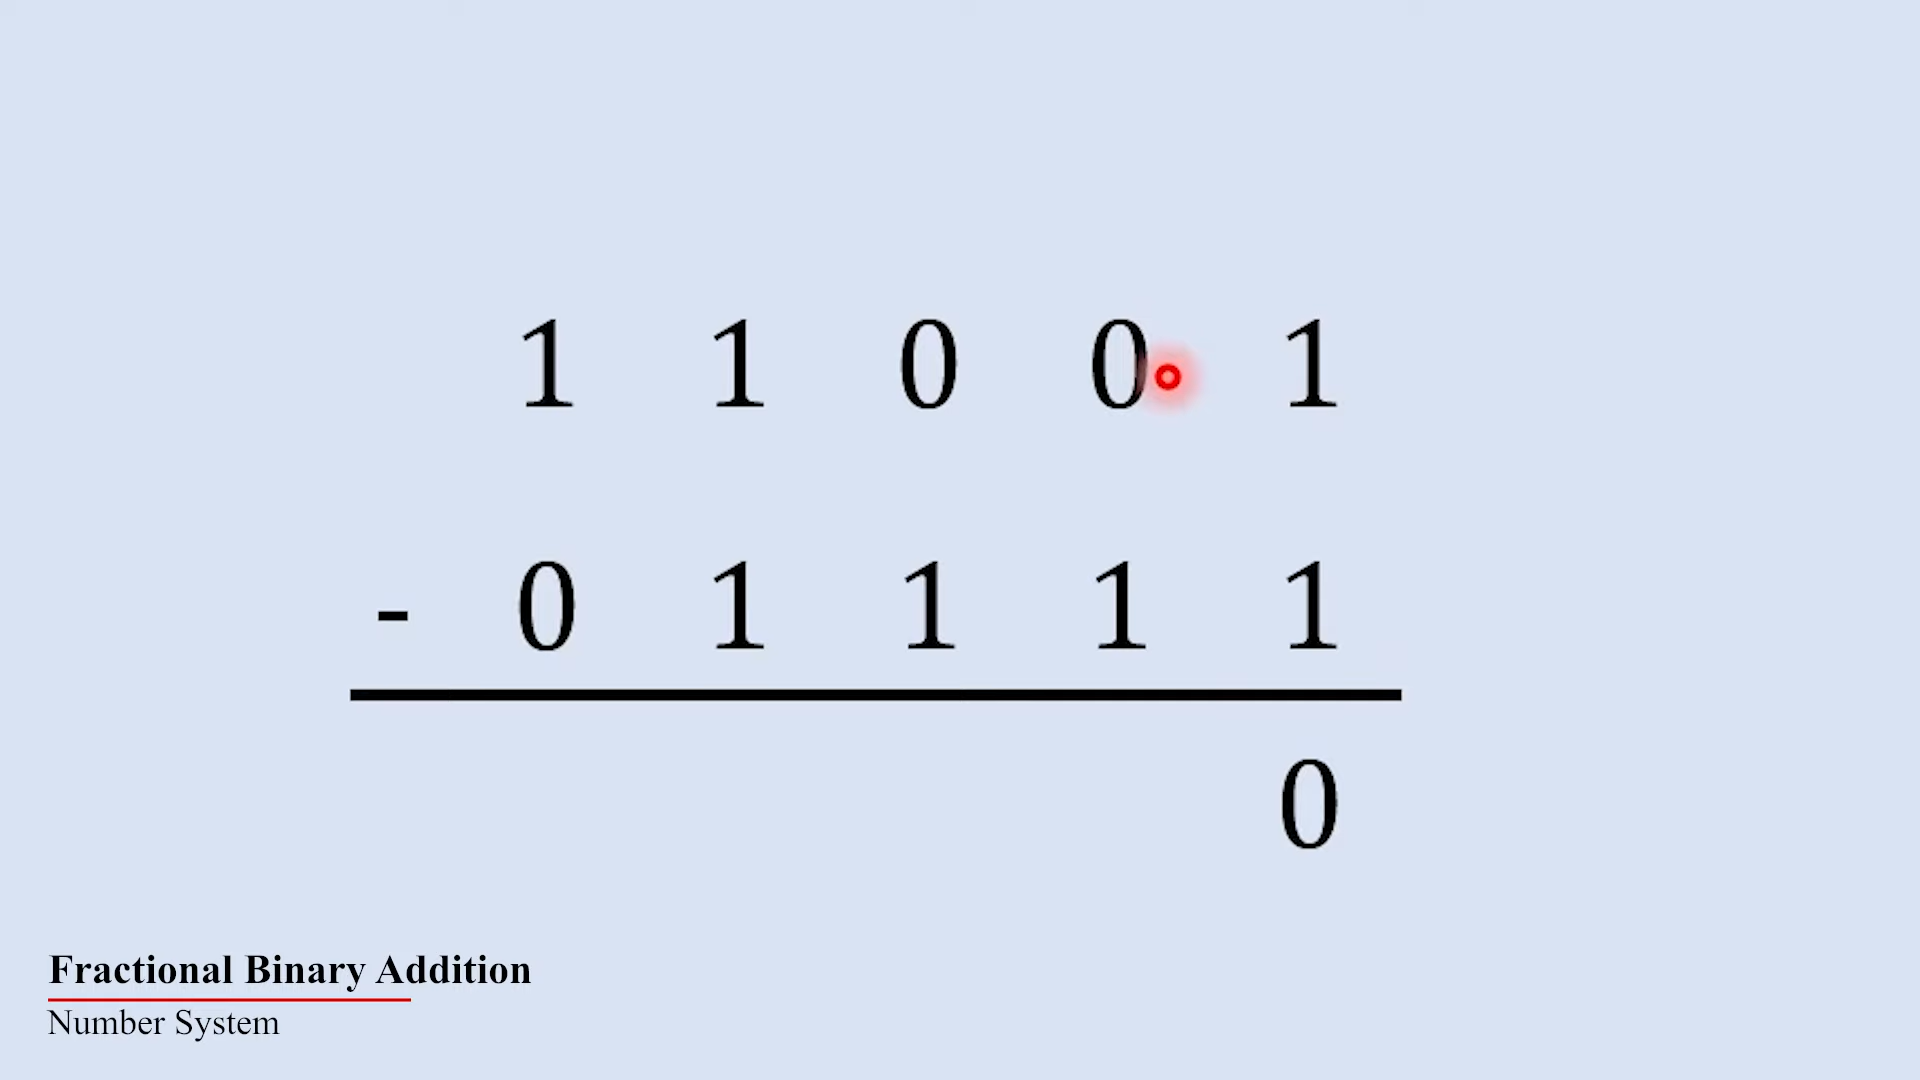 1 1 0 0 1
- 0 1 1 1 1
0
Fractional Binary Addition
Number System